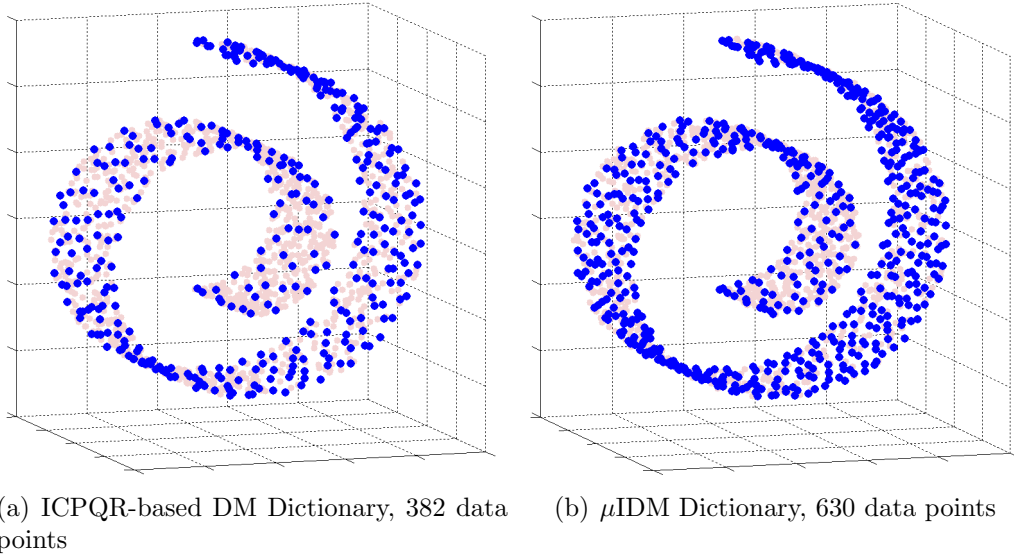 (a) ICPQR-based DM Dictionary, 382 data
points
(b) μIDM Dictionary, 630 data points